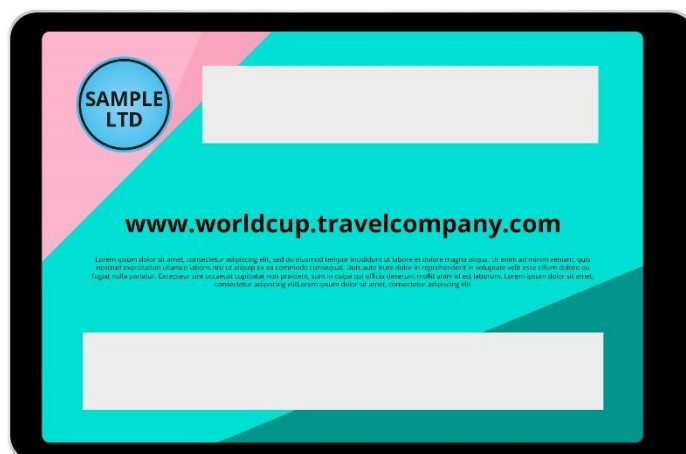 SAMPLE
LTD
www.worldcup.travelcompany.com
Lorem ipsum dolor sit amet, consectetur adipiscing elit, sed do eiusmod tempor incididunt ut labore et dolore magna aliqua. Ut enim ad minim veniam, quis
nostrud exercitation ullamco laboris nisi ut aliquip ex ea commodo consequat. Duis aute irure dolor in reprehenderit in voluptate velit esse cillum dolore eu
fugiat nulla pariatur. Excepteur sint occaecat cupidatat non proident, sunt in culpa qui officia deserunt mollit anim id est laborum. Lorem ipsum dolor sit amet,
consectetur adipiscing elitLorem ipsum dolor sit amet, consectetur adipiscing elit